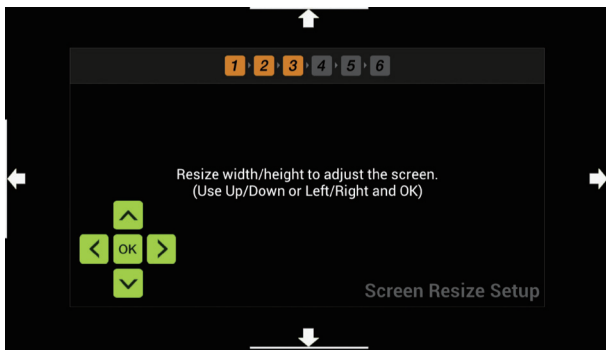 1 2 3 4 5 6
Resize width/height to adjust the screen.
(Use Up/Down or Left/Right and OK)
OK
Screen Resize Setup